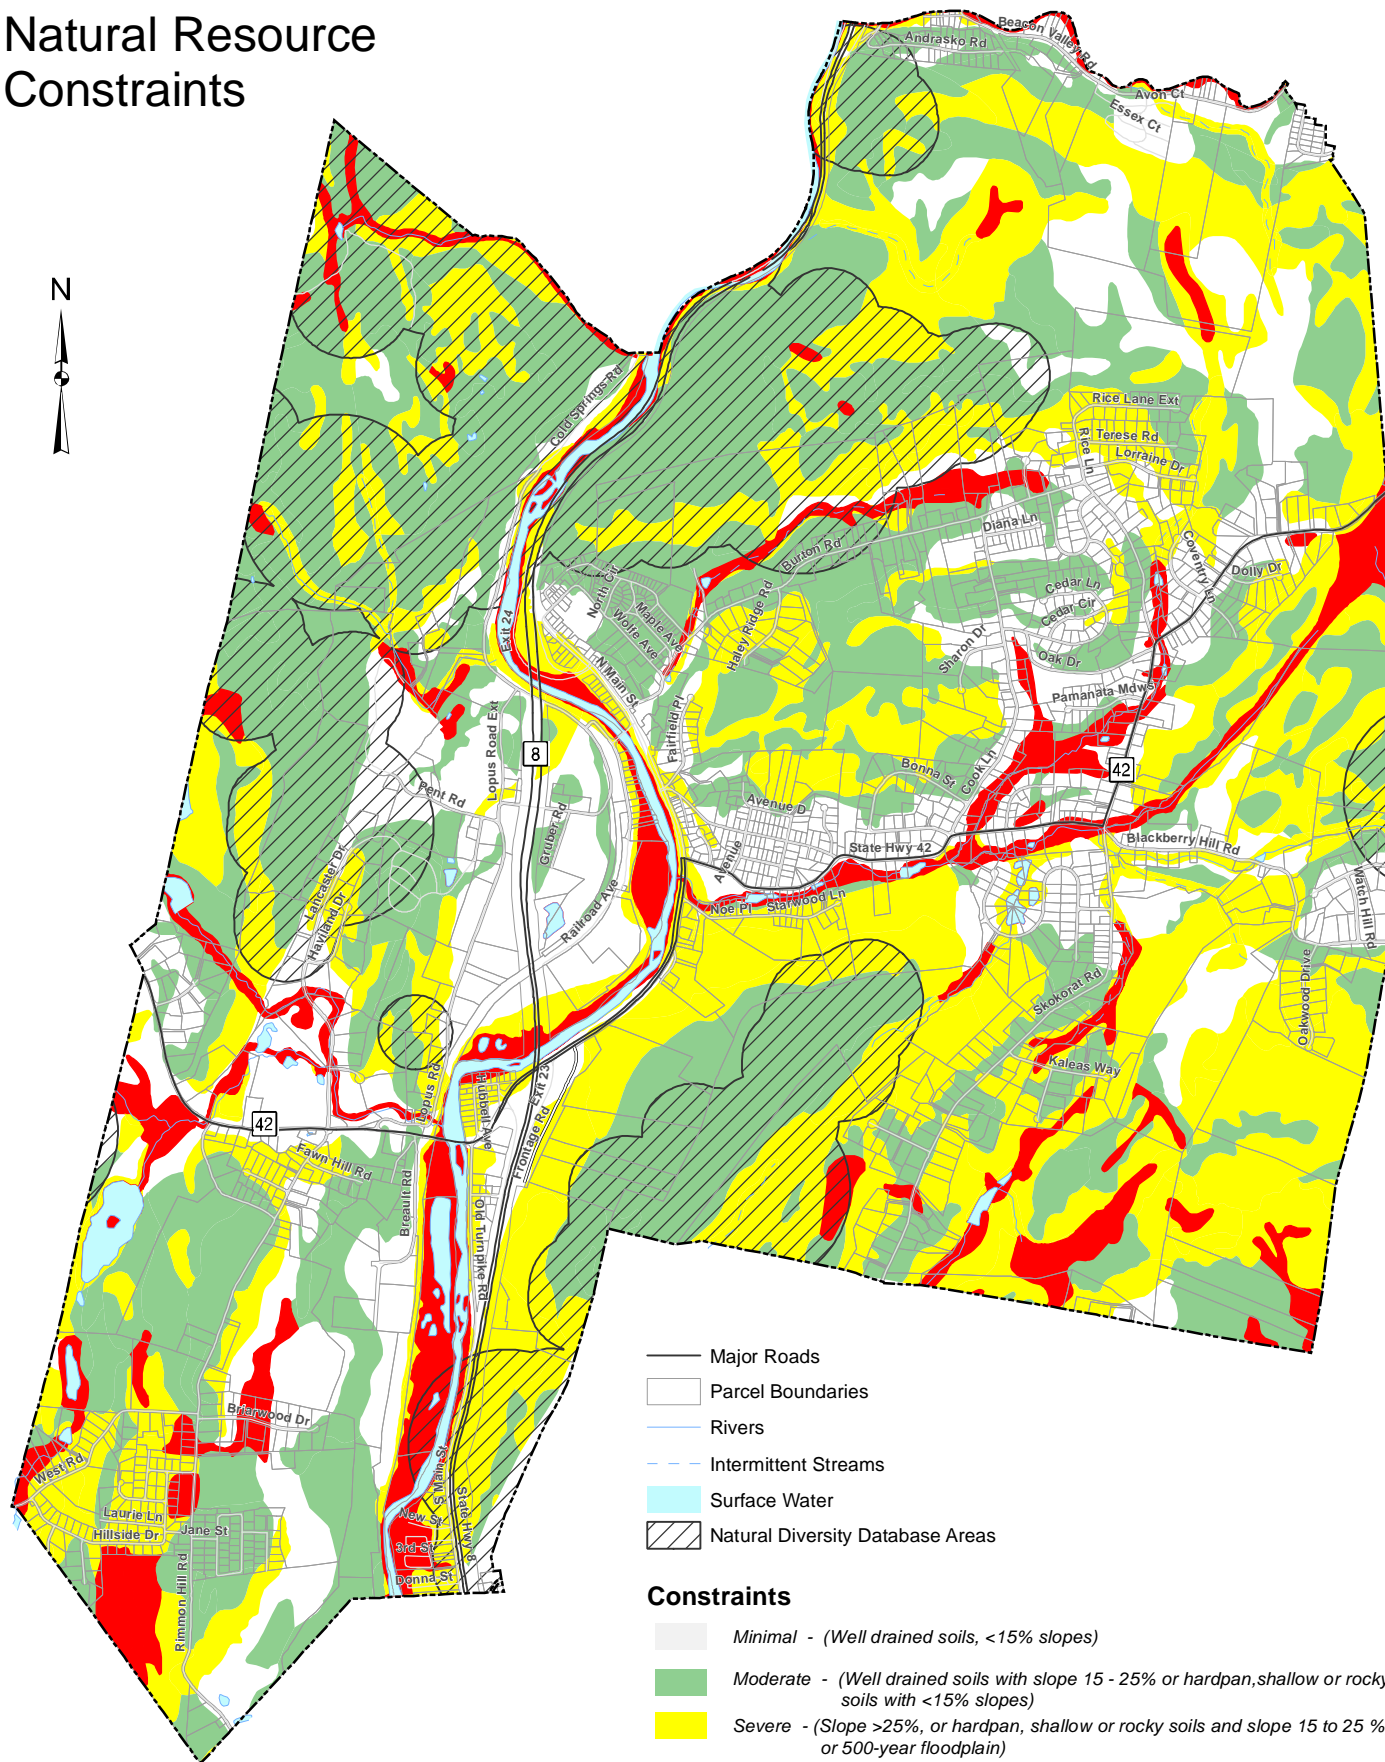 Natural Resource
Constraints
N
Beacon Valley Rd
Andrasko Rd
Avon Ct
Essex Ct
Cold Springs Rd
Rice Lane Ext
Rice Ln
Terese Rd
Lorraine Dr
Diana Ln
Burton Rd
Coventry Ln
Dolly Dr
North Cir
Maple Ave
Wolfe Ave
Haley Ridge Rd
Cedar Ln
Cedar Cir
Sharon Dr
Oak Dr
Exit 24
N Main St
Fairfield Pl
Pamanata Mdws
Lopus Road Ext
8
42
Bonna St
Cook Ln
Pent Rd
Gruber Rd
Avenue D
Avenue
State Hwy 42
Blackberry Hill Rd
Watch Hill Rd
Lancaster Dr
Haviland Dr
Railroad Ave
Noe Pl
Starwood Ln
Skokorat Rd
Oakwood Drive
Kaleas Way
Lopus Rd
Hubbell Ave
Exit 23
Frontage Rd
42
Fawn Hill Rd
Breault Rd
Old Turnpike Rd
Briarwood Dr
West Rd
S Main St
State Hwy 8
New St
Laurie Ln
Hillside Dr
Jane St
3rd St
Donna St
Rimmon Hill Rd
Major Roads
Parcel Boundaries
Rivers
Intermittent Streams
Surface Water
Natural Diversity Database Areas
Constraints
Minimal - (Well drained soils, <15% slopes)
Moderate - (Well drained soils with slope 15 - 25% or hardpan,shallow or rocky
soils with <15% slopes)
Severe - (Slope >25%, or hardpan, shallow or rocky soils and slope 15 to 25 %
or 500-year floodplain)